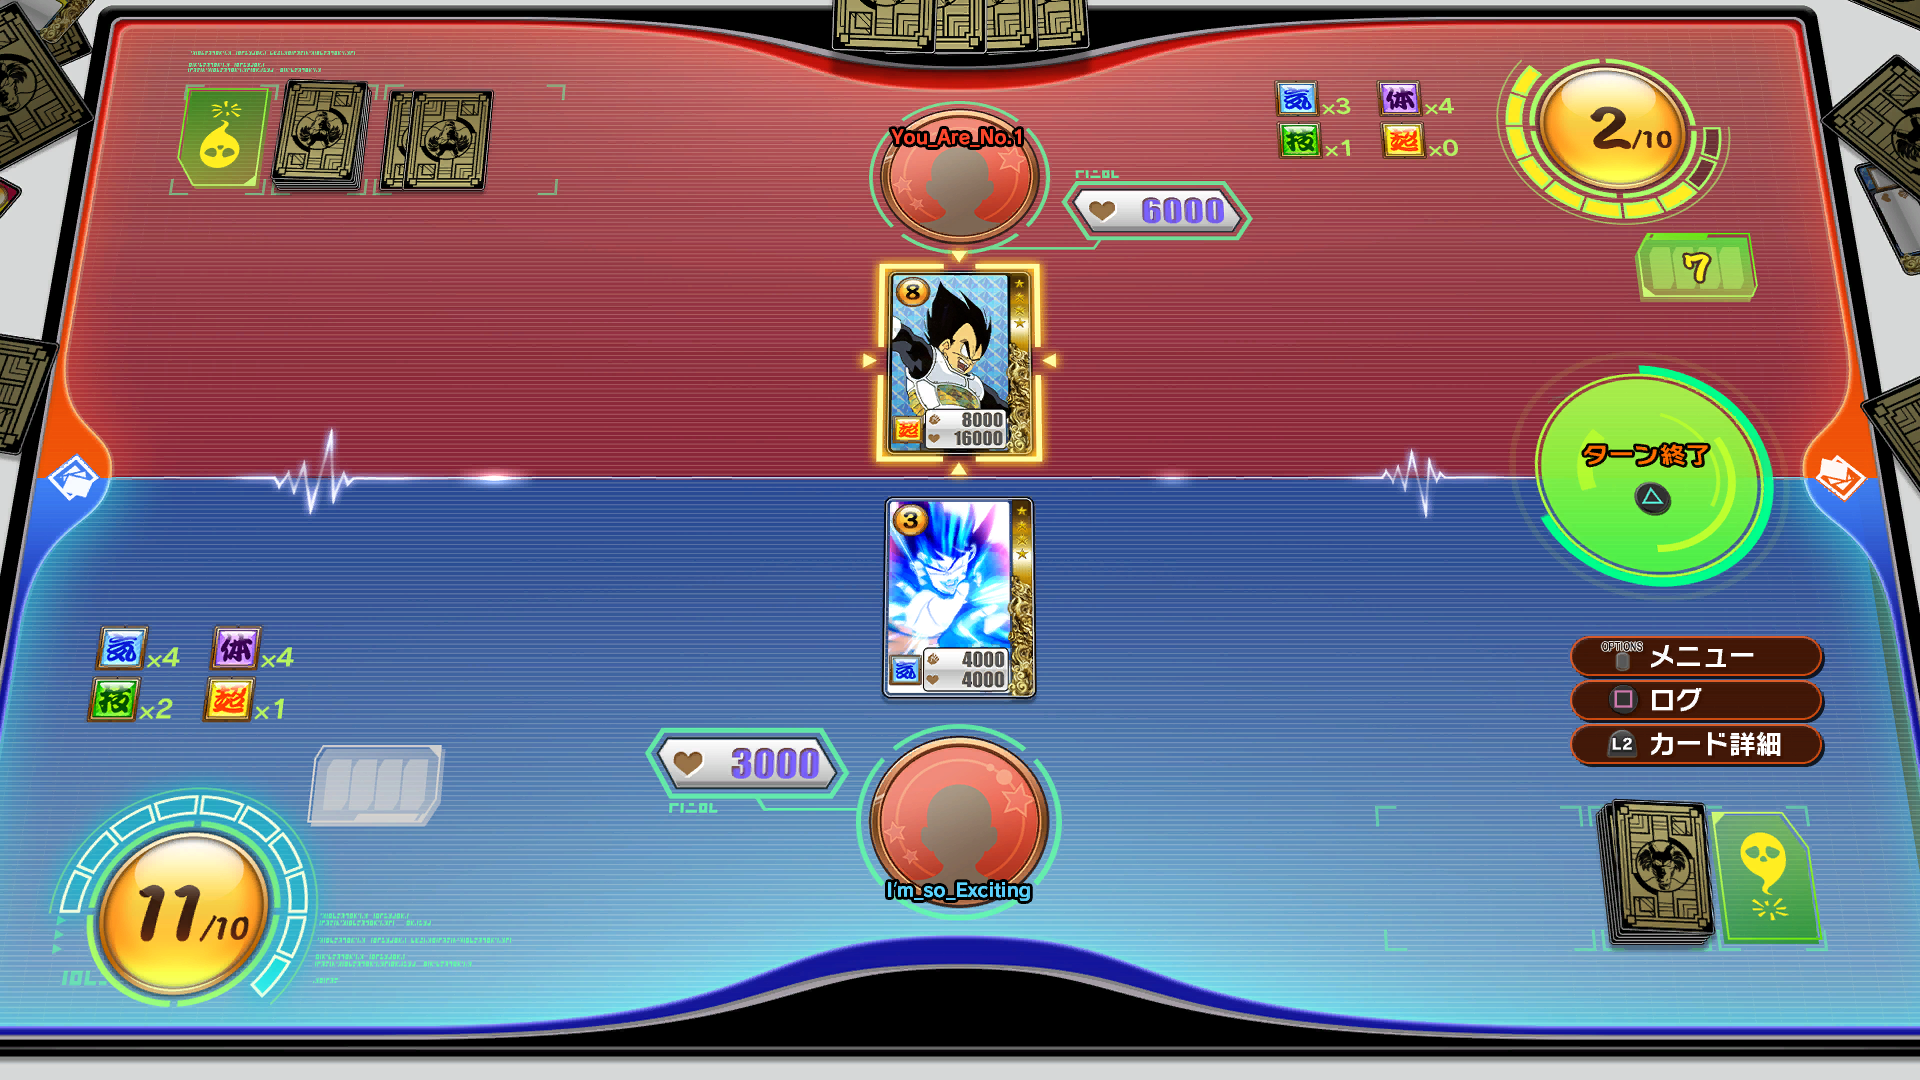 You_Are_No.1
気 ×3
体 ×4
技 ×1
超 ×0
2/10
6000
7
8
超
8000
16000
ターン終了
3
気
4000
4000
気 ×4
体 ×4
技 ×2
超 ×1
OPTIONS メニュー
ログ
L2 カード詳細
3000
I'm_so_Exciting
11/10